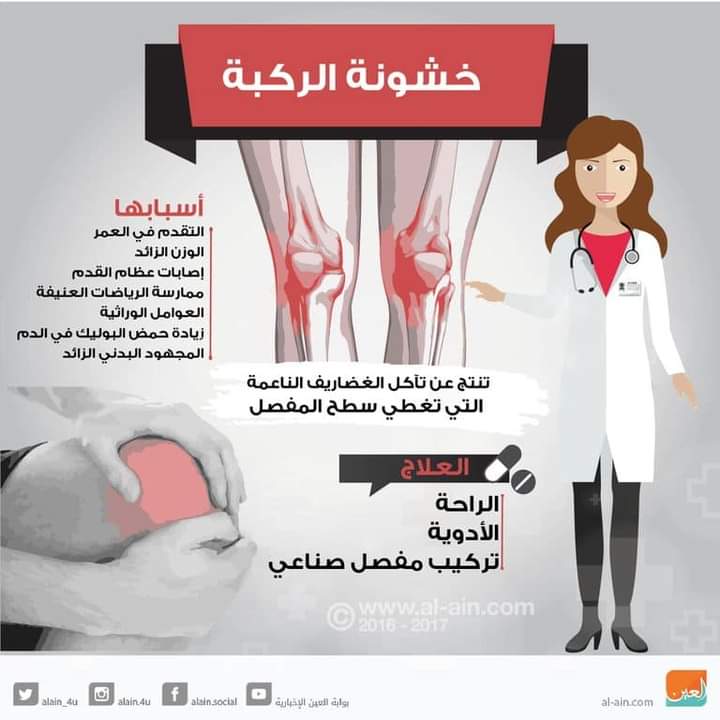 خشونة الركبة
أسبابها
التقدم في العمر
الوزن الزائد
إصابات عظام القدم
ممارسة الرياضات العنيفة
العوامل الوراثية
زيادة حمض البوليك في الدم
المجهود البدني الزائد
تنتج عن تآكل الغضاريف الناعمة
التي تغطي سطح المفصل
العلاج
الراحة
الأدوية
تركيب مفصل صناعي
© www.al-ain.com
2016 - 2017
alain_4u
alain.4u
alain.social
بوابة العين الإخبارية
al-ain.com
العين